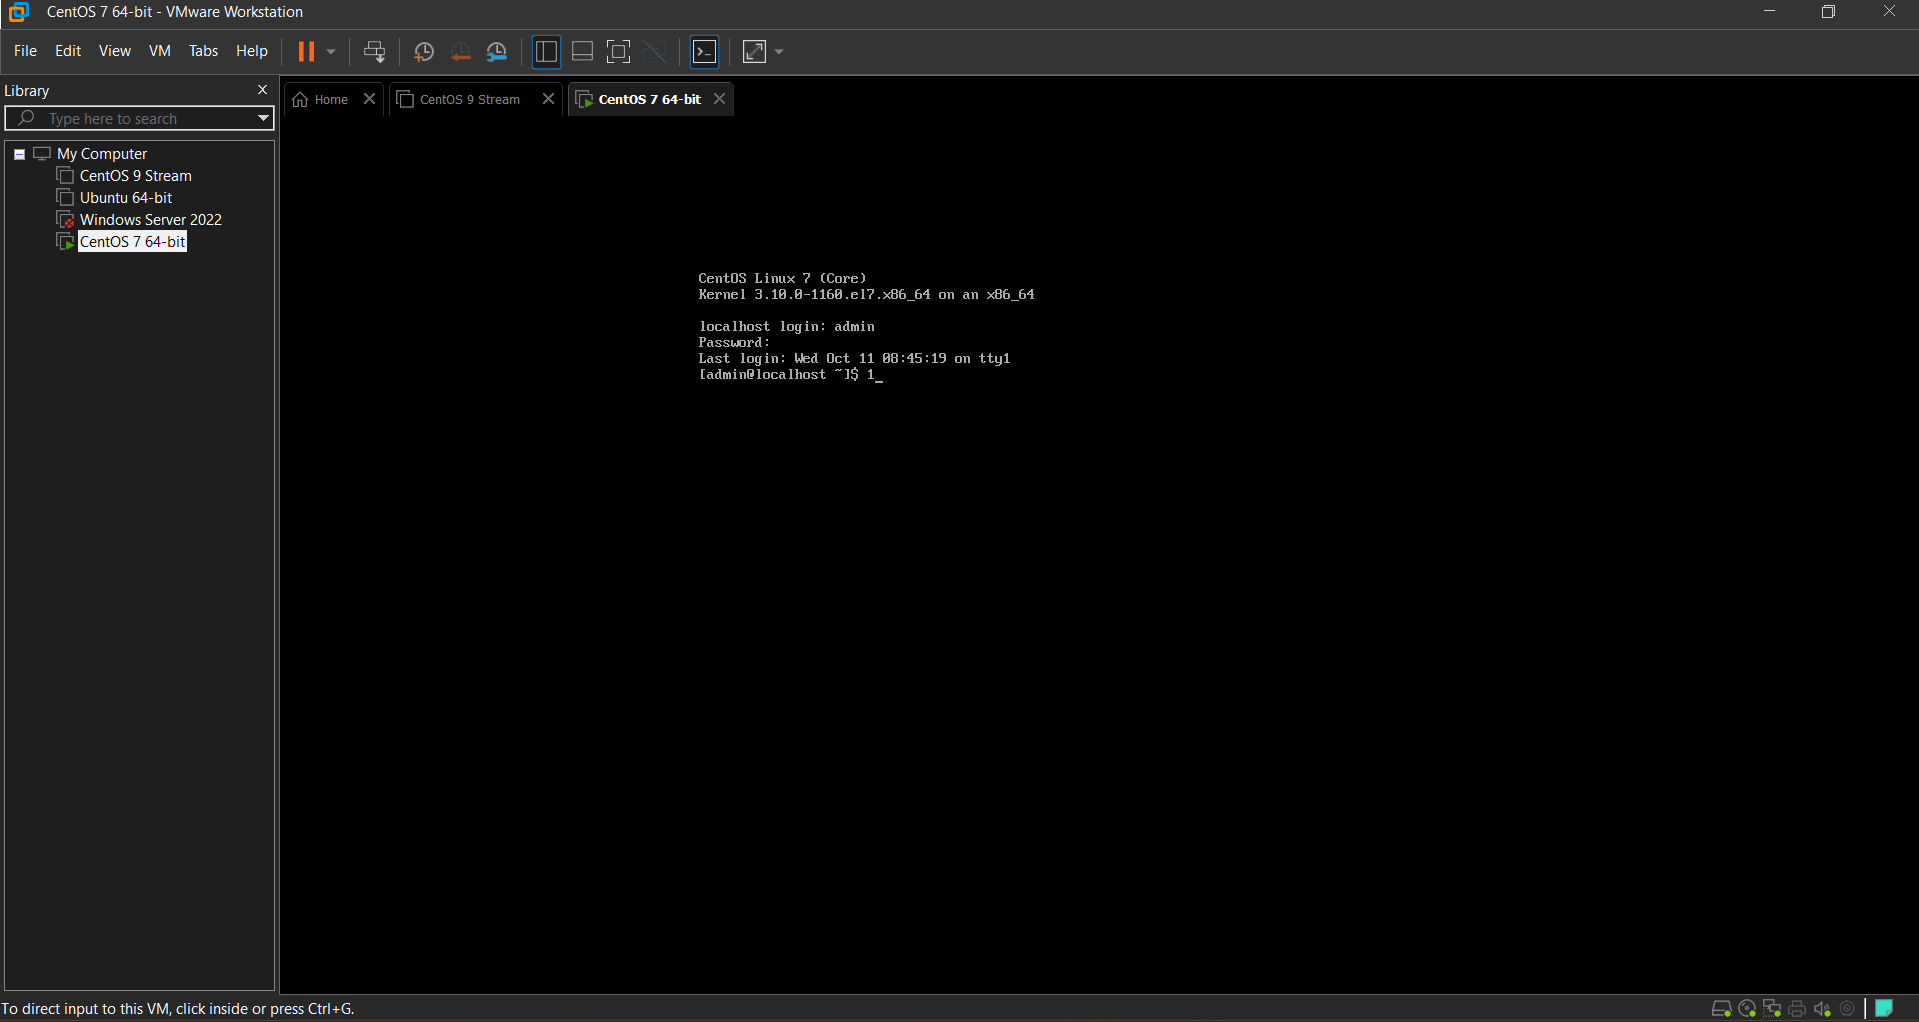 CentOS 7 64-bit - VMware Workstation
File Edit View VM Tabs Help
Library
Type here to search
My Computer
CentOS 9 Stream
Ubuntu 64-bit
Windows Server 2022
CentOS 7 64-bit
Home
CentOS 9 Stream
CentOS 7 64-bit
CentOS Linux 7 (Core)
Kernel 3.10.0-1160.el7.x86_64 on an x86_64
localhost login: admin
Password:
Last login: Wed Oct 11 08:45:19 on tty1
[admin@localhost ~]$ 1_
To direct input to this VM, click inside or press Ctrl+G.